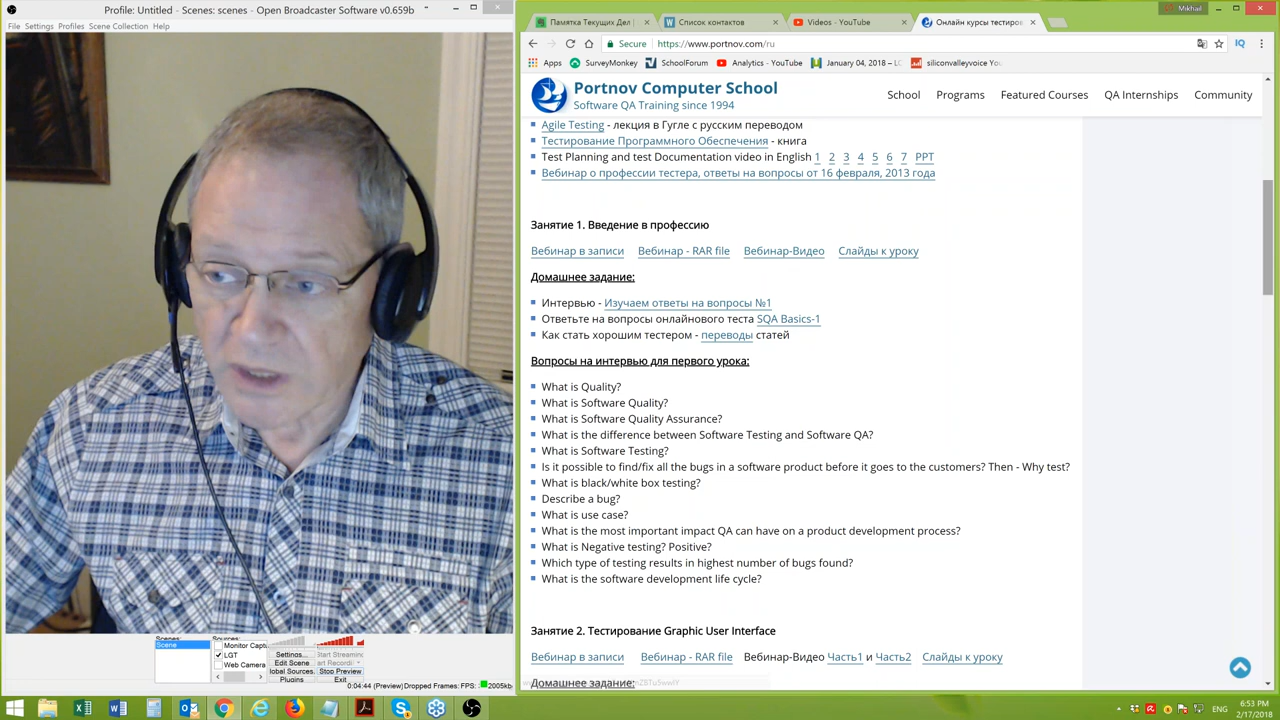 Profile: Untitled - Scenes: scenes - Open Broadcaster Software v0.659b
File Settings Profiles Scene Collection Help
Памятка Текущих Дел
Список контактов
Videos - YouTube
Онлайн курсы тестиров
Mikhail
Secure https://www.portnov.com/ru
Apps SurveyMonkey SchoolForum Analytics - YouTube January 04, 2018 – LO siliconvalleyvoice You
Portnov Computer School
Software QA Training since 1994
School Programs Featured Courses QA Internships Community
Agile Testing - лекция в Гугле с русским переводом
Тестирование Программного Обеспечения - книга
Test Planning and test Documentation video in English 1 2 3 4 5 6 7 PPT
Вебинар о профессии тестера, ответы на вопросы от 16 февраля, 2013 года
Занятие 1. Введение в профессию
Вебинар в записи Вебинар - RAR file Вебинар-Видео Слайды к уроку
Домашнее задание:
Интервью - Изучаем ответы на вопросы №1
Ответьте на вопросы онлайнового теста SQA Basics-1
Как стать хорошим тестером - переводы статей
Вопросы на интервью для первого урока:
What is Quality?
What is Software Quality?
What is Software Quality Assurance?
What is the difference between Software Testing and Software QA?
What is Software Testing?
Is it possible to find/fix all the bugs in a software product before it goes to the customers? Then - Why test?
What is black/white box testing?
Describe a bug?
What is use case?
What is the most important impact QA can have on a product development process?
What is Negative testing? Positive?
Which type of testing results in highest number of bugs found?
What is the software development life cycle?
Занятие 2. Тестирование Graphic User Interface
Вебинар в записи Вебинар - RAR file Вебинар-Видео Часть1 и Часть2 Слайды к уроку
Домашнее задание:
Scenes: Sources:
Scene
Monitor Captu
LGT
Web Camera
Settings...
Edit Scene
lobal Sources.
Plugins
Start Streaming
tart Recordi
Stop Preview
Exit
0:04:44 (Preview) Dropped Frames: FPS: 2005kb
ENG
6:53 PM
2/17/2018